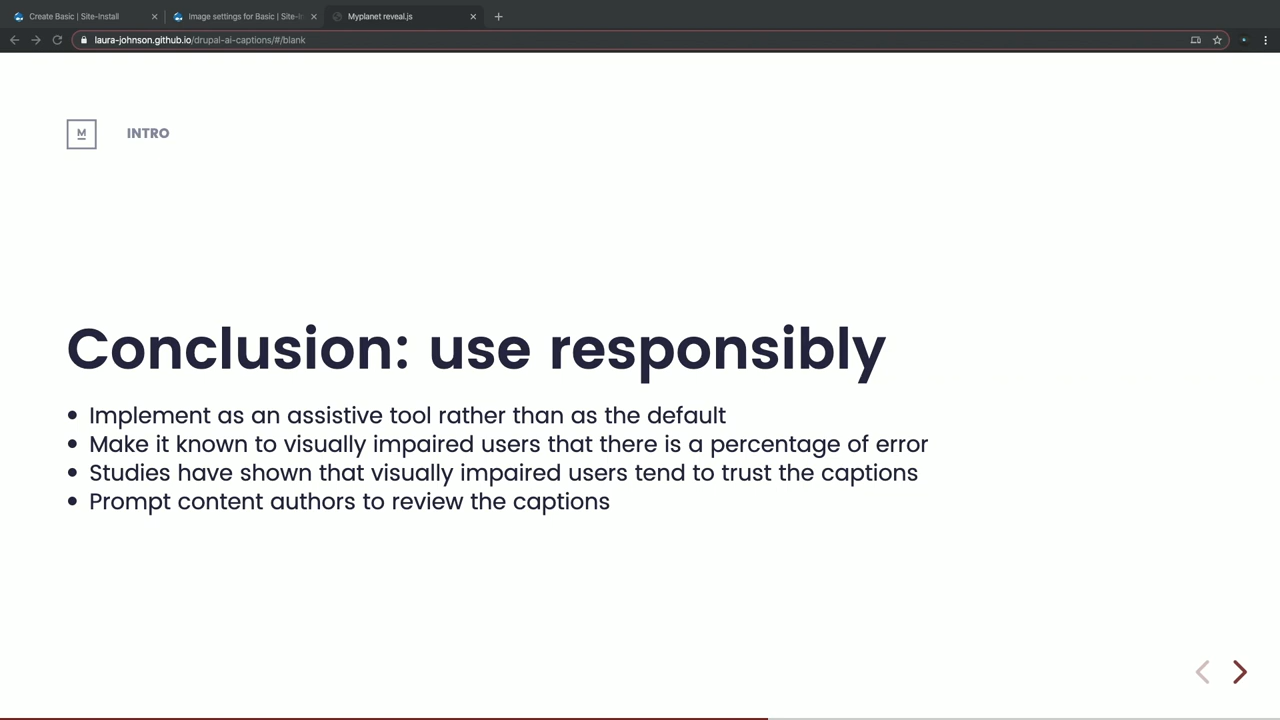 Create Basic | Site-Install
Image settings for Basic | Site-In
Myplanet reveal.js
laura-johnson.github.io/drupal-ai-captions/#/blank
M
INTRO
Conclusion: use responsibly
Implement as an assistive tool rather than as the default
Make it known to visually impaired users that there is a percentage of error
Studies have shown that visually impaired users tend to trust the captions
Prompt content authors to review the captions